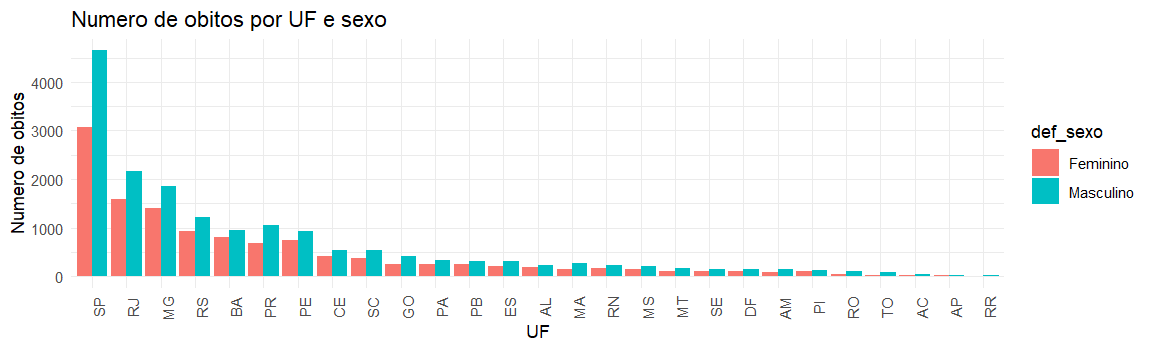 Numero de obitos por UF e sexo
Numero de obitos
4000
3000
2000
1000
0
SP
RJ
MG
RS
BA
PR
PE
CE
SC
GO
PA
PB
ES
AL
MA
RN
MS
MT
SE
DF
AM
PI
RO
TO
AC
AP
RR
UF
def_sexo
Feminino
Masculino